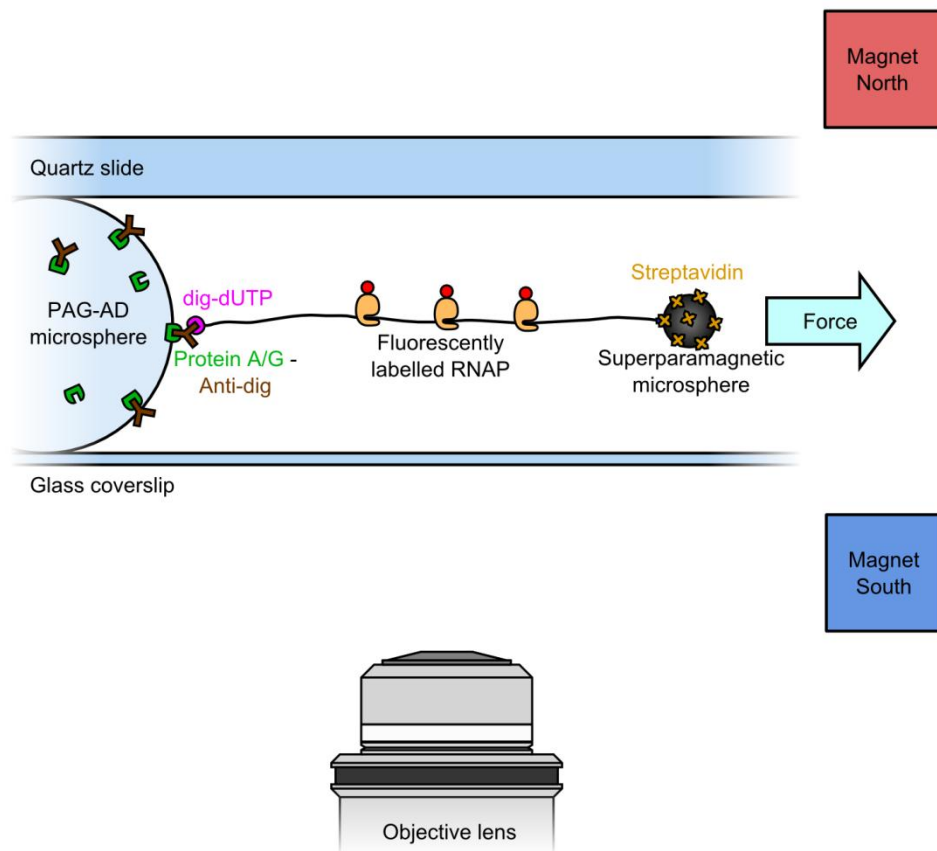 Magnet
North
Quartz slide
Streptavidin
dig-dUTP
PAG-AD
microsphere
Force
Fluorescently
labelled RNAP
Superparamagnetic
microsphere
Protein A/G -
Anti-dig
Glass coverslip
Magnet
South
Objective lens